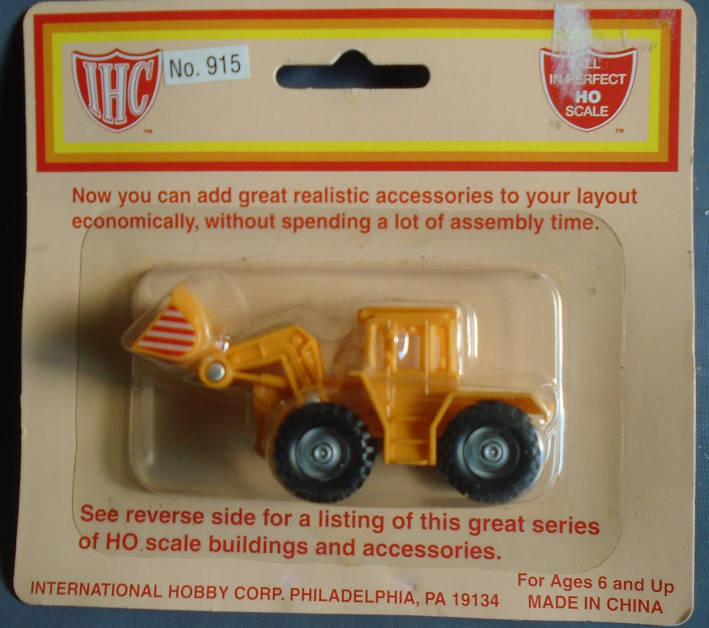 IHC
TM
No. 915
ALL
IN PERFECT
HO
SCALE
TM
Now you can add great realistic accessories to your layout
economically, without spending a lot of assembly time.
See reverse side for a listing of this great series
of HO scale buildings and accessories.
INTERNATIONAL HOBBY CORP. PHILADELPHIA, PA 19134
For Ages 6 and Up
MADE IN CHINA